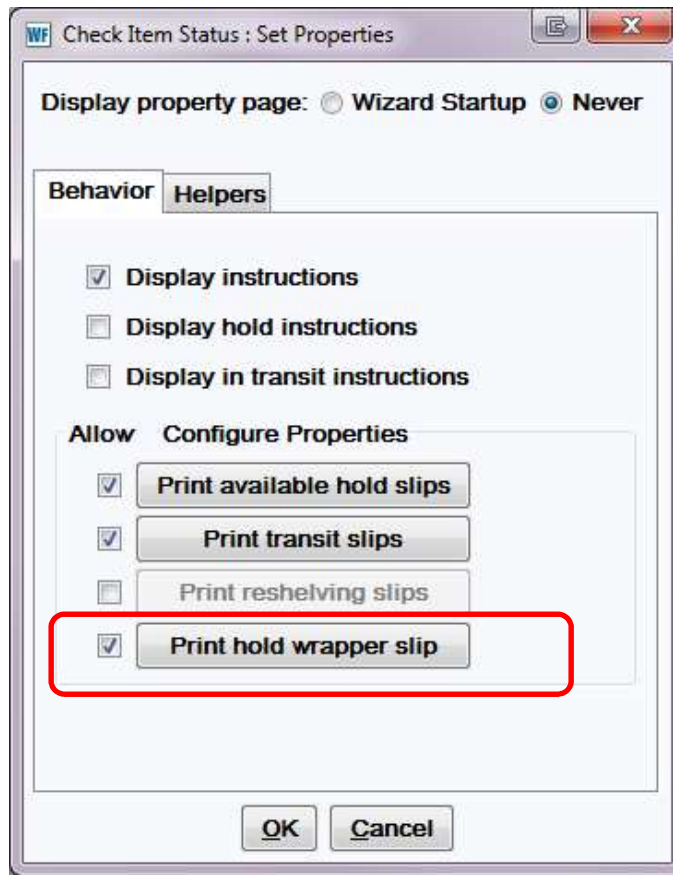 WF Check Item Status : Set Properties
Display property page: Wizard Startup Never
Behavior Helpers
Display instructions
Display hold instructions
Display in transit instructions
Allow Configure Properties
Print available hold slips
Print transit slips
Print reshelving slips
Print hold wrapper slip
OK Cancel